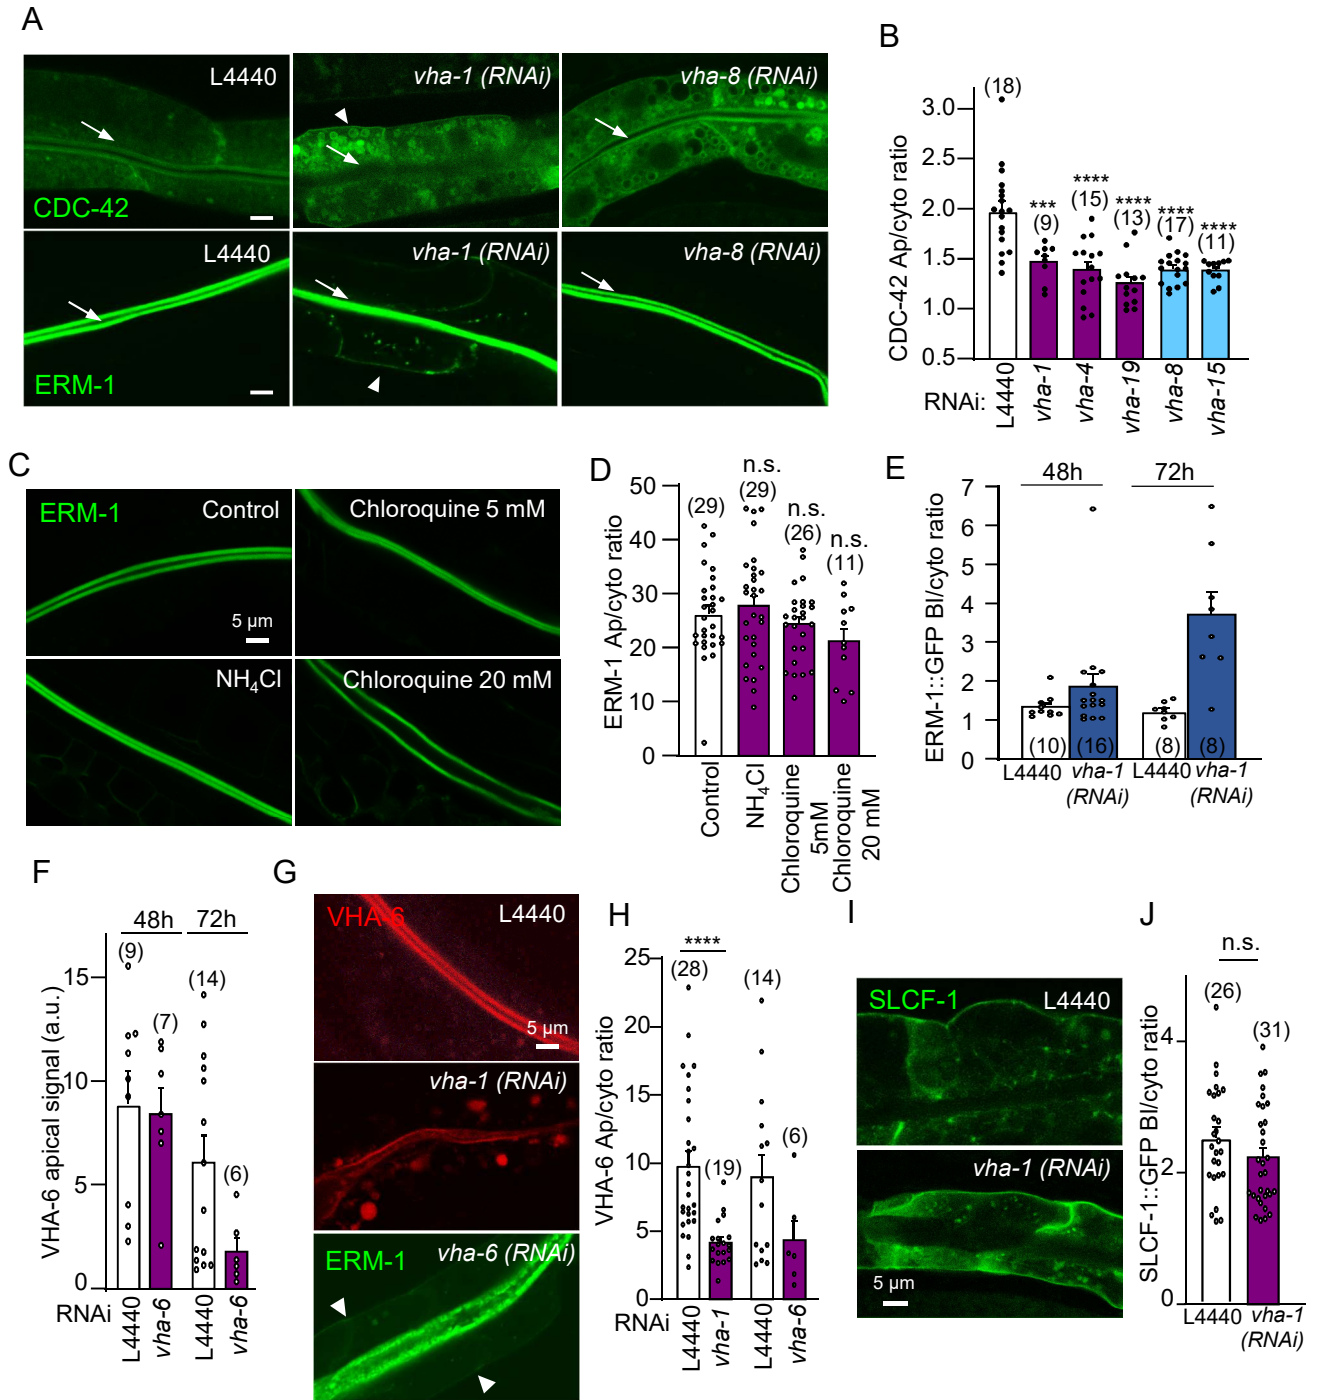 A
L4440
vha-1 (RNAi)
vha-8 (RNAi)
CDC-42
L4440
vha-1 (RNAi)
vha-8 (RNAi)
ERM-1
B
CDC-42 Ap/cyto ratio
3.0
2.5
2.0
1.5
1.0
0.5
(18)
***
(9)
****
(15)
****
(13)
****
(17)
****
(11)
RNAi:
L4440
vha-1
vha-4
vha-19
vha-8
vha-15
C
ERM-1
Control
Chloroquine 5 mM
5 µm
NH₄Cl
Chloroquine 20 mM
D
ERM-1 Ap/cyto ratio
50
40
30
20
10
0
(29)
n.s.
(29)
n.s.
(26)
n.s.
(11)
Control
NH₄Cl
Chloroquine
5mM
Chloroquine
20 mM
E
ERM-1::GFP Bl/cyto ratio
48h
72h
7
6
5
4
3
2
1
0
(10)
(16)
(8)
(8)
L4440
vha-1
(RNAi)
L4440
vha-1
(RNAi)
F
VHA-6 apical signal (a.u.)
48h
72h
15
10
5
0
(9)
(7)
(14)
(6)
RNAi
L4440
vha-6
L4440
vha-6
G
VHA-6
L4440
5 µm
vha-1 (RNAi)
ERM-1
vha-6 (RNAi)
H
VHA-6 Ap/cyto ratio
25
20
15
10
5
0
****
(28)
(19)
(14)
(6)
RNAi
L4440
vha-1
L4440
vha-6
I
SLCF-1
L4440
vha-1 (RNAi)
5 µm
J
SLCF-1::GFP Bl/cyto ratio
n.s.
4
2
0
(26)
(31)
L4440
vha-1
(RNAi)